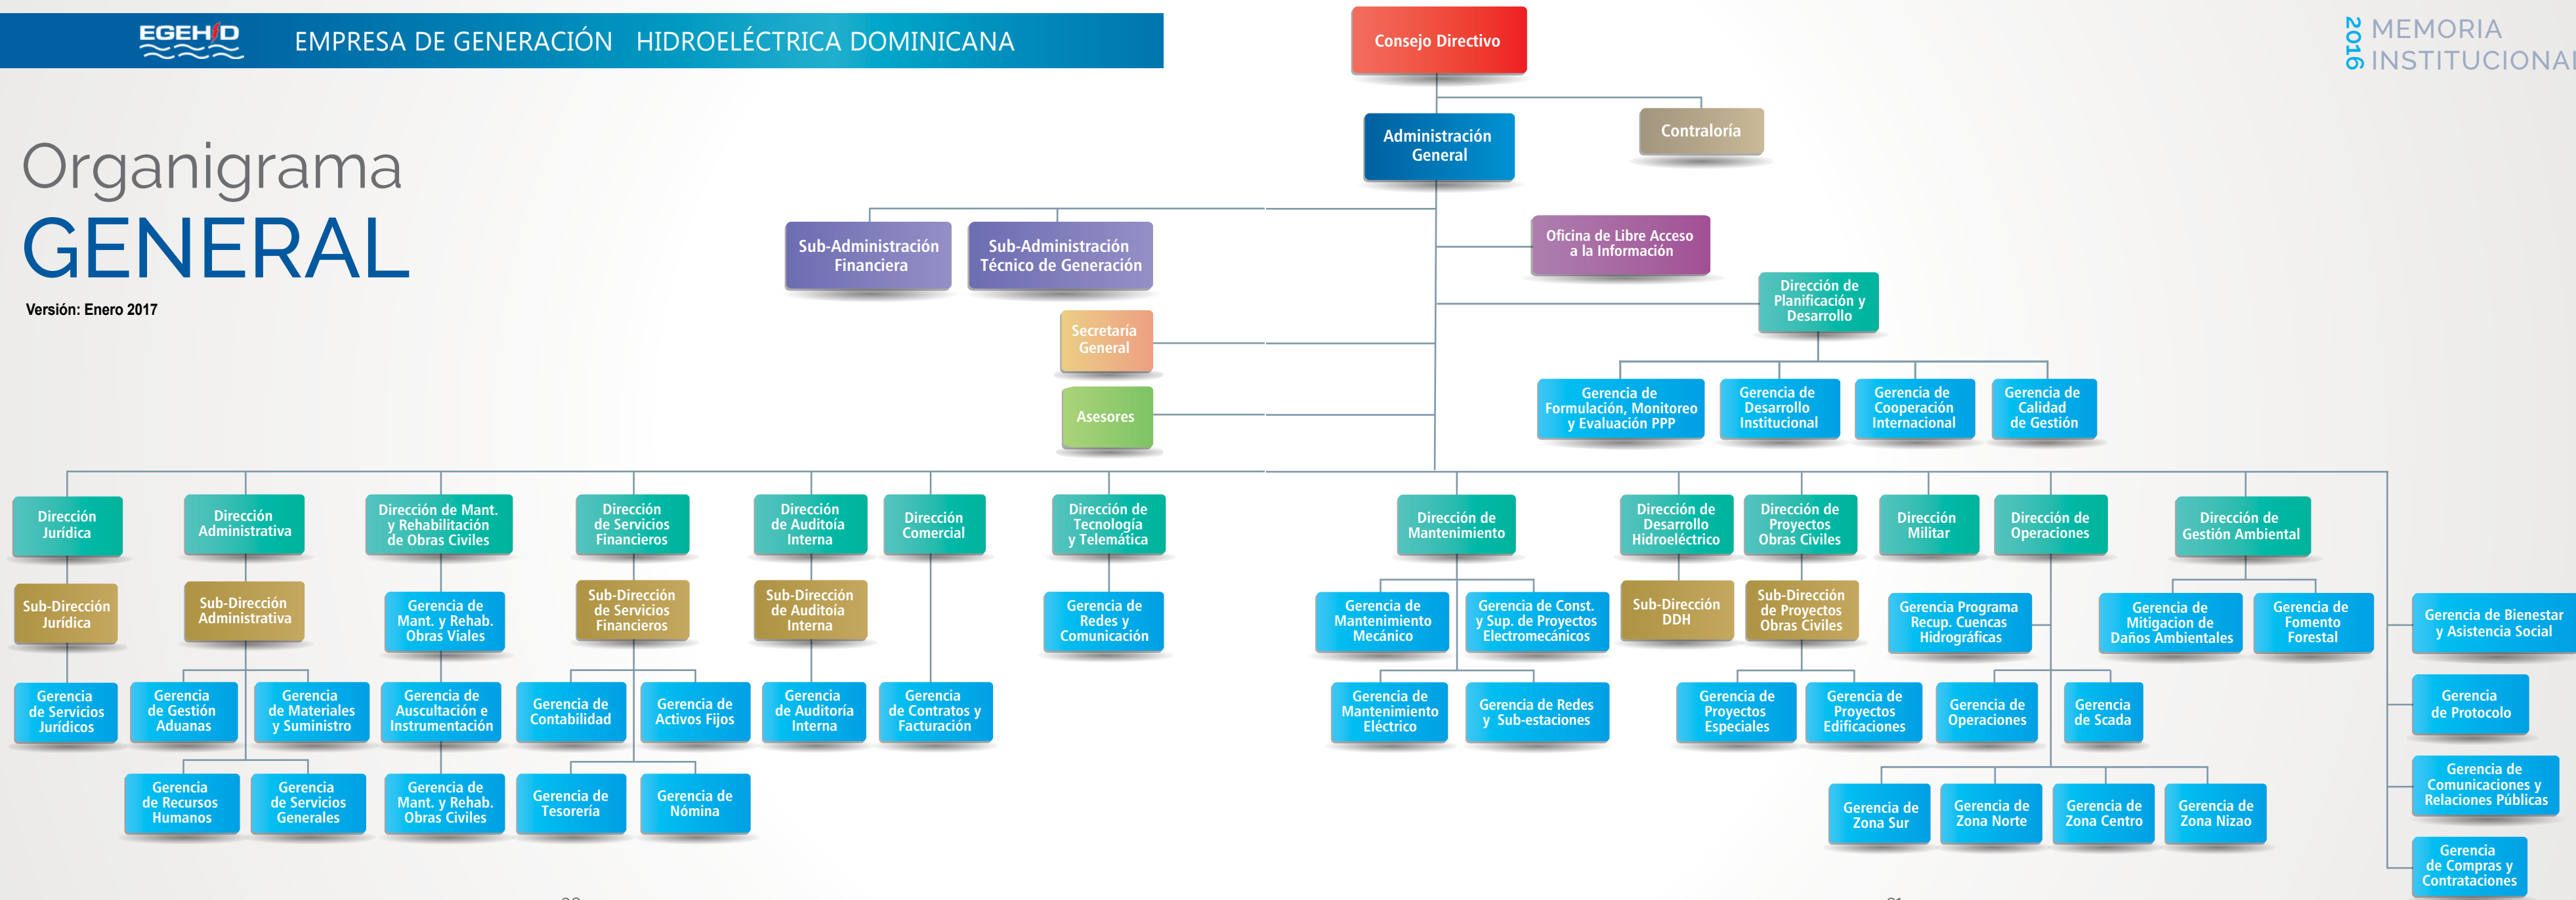 EGEHID
EMPRESA DE GENERACIÓN HIDROELÉCTRICA DOMINICANA
2016
MEMORIA
INSTITUCIONAL
Organigrama
GENERAL
Versión: Enero 2017
Consejo Directivo
Administración
General
Contraloría
Sub-Administración
Financiera
Sub-Administración
Técnico de Generación
Oficina de Libre Acceso
a la Información
Dirección de
Planificación y
Desarrollo
Secretaría
General
Asesores
Gerencia de
Formulación, Monitoreo
y Evaluación PPP
Gerencia de
Desarrollo
Institucional
Gerencia de
Cooperación
Internacional
Gerencia de
Calidad
de Gestión
Dirección
Jurídica
Dirección
Administrativa
Dirección de Mant.
y Rehabilitación
de Obras Civiles
Dirección
de Servicios
Financieros
Dirección
de Auditoía
Interna
Dirección
Comercial
Dirección de
Tecnología
y Telemática
Dirección de
Mantenimiento
Dirección de
Desarrollo
Hidroeléctrico
Dirección de
Proyectos
Obras Civiles
Dirección
Militar
Dirección de
Operaciones
Dirección de
Gestión Ambiental
Sub-Dirección
Jurídica
Sub-Dirección
Administrativa
Gerencia de
Mant. y Rehab.
Obras Viales
Sub-Dirección
de Servicios
Financieros
Sub-Dirección
de Auditoía
Interna
Gerencia de
Redes y
Comunicación
Gerencia de
Mantenimiento
Mecánico
Gerencia de Const.
y Sup. de Proyectos
Electromecánicos
Sub-Dirección
DDH
Sub-Dirección
de Proyectos
Obras Civiles
Gerencia Programa
Recup. Cuencas
Hidrográficas
Gerencia de
Mitigacion de
Daños Ambientales
Gerencia de
Fomento
Forestal
Gerencia de Bienestar
y Asistencia Social
Gerencia
de Servicios
Jurídicos
Gerencia
de Gestión
Aduanas
Gerencia
de Materiales
y Suministro
Gerencia de
Auscultación e
Instrumentación
Gerencia de
Contabilidad
Gerencia de
Activos Fijos
Gerencia
de Auditoría
Interna
Gerencia
de Contratos y
Facturación
Gerencia de
Mantenimiento
Eléctrico
Gerencia de Redes
y Sub-estaciones
Gerencia de
Proyectos
Especiales
Gerencia de
Proyectos
Edificaciones
Gerencia de
Operaciones
Gerencia
de Scada
Gerencia
de Protocolo
Gerencia
de Recursos
Humanos
Gerencia
de Servicios
Generales
Gerencia de
Mant. y Rehab.
Obras Civiles
Gerencia de
Tesorería
Gerencia de
Nómina
Gerencia de
Zona Sur
Gerencia de
Zona Norte
Gerencia de
Zona Centro
Gerencia de
Zona Nizao
Gerencia de
Comunicaciones y
Relaciones Públicas
Gerencia
de Compras y
Contrataciones